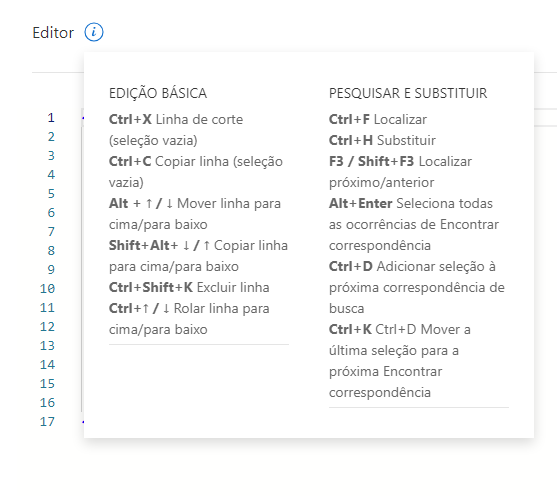 Editor
EDIÇÃO BÁSICA
Ctrl+X Linha de corte
(seleção vazia)
Ctrl+C Copiar linha (seleção
vazia)
Alt + ↑ / ↓ Mover linha para
cima/para baixo
Shift+Alt+ ↓ / ↑ Copiar linha
para cima/para baixo
Ctrl+Shift+K Excluir linha
Ctrl+↑ / ↓ Rolar linha para
cima/para baixo
PESQUISAR E SUBSTITUIR
Ctrl+F Localizar
Ctrl+H Substituir
F3 / Shift+F3 Localizar
próximo/anterior
Alt+Enter Seleciona todas
as ocorrências de Encontrar
correspondência
Ctrl+D Adicionar seleção à
próxima correspondência de
busca
Ctrl+K Ctrl+D Mover a
última seleção para a
próxima Encontrar
correspondência
1
2
3
4
5
6
7
8
9
10
11
12
13
14
15
16
17